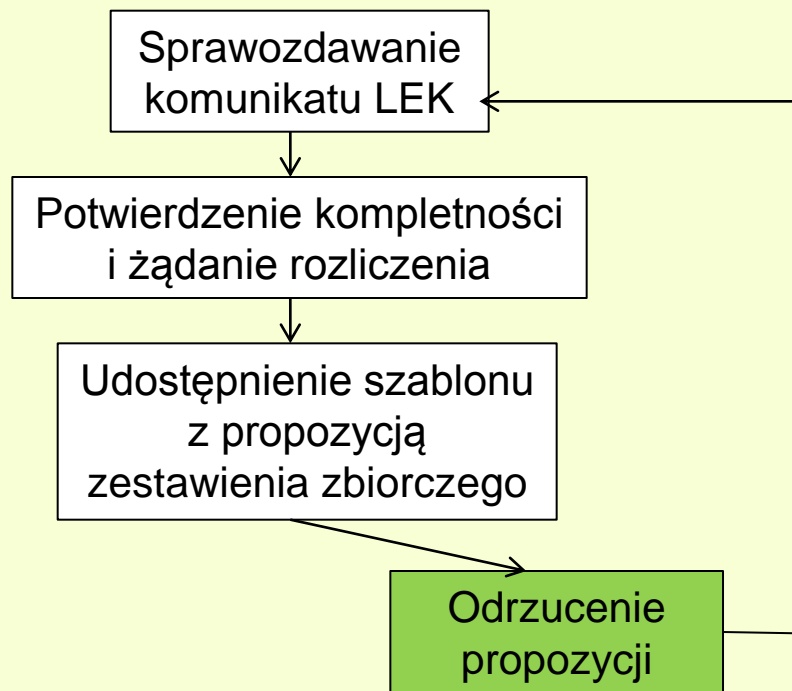 Sprawozdawanie
komunikatu LEK
Potwierdzenie kompletności
i żądanie rozliczenia
Udostępnienie szablonu
z propozycją
zestawienia zbiorczego
Odrzucenie
propozycji